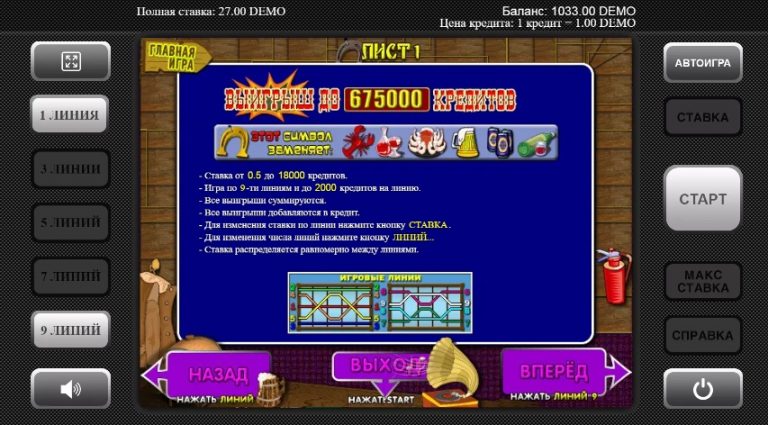 Полная ставка: 27.00 DEMO
Баланс: 1033.00 DEMO
Цена кредита: 1 кредит = 1.00 DEMO
ГЛАВНАЯ
ИГРА
ЛИСТ 1
АВТОИГРА
1 ЛИНИЯ
СТАВКА
3 ЛИНИИ
5 ЛИНИЙ
7 ЛИНИЙ
9 ЛИНИЙ
СТАРТ
МАКС
СТАВКА
СПРАВКА
ВЫИГРЫШ ДО 675000 КРЕДИТОВ
ЭТОТ СИМВОЛ
ЗАМЕНЯЕТ:
- Ставка от 0.5 до 18000 кредитов.
- Игра по 9-ти линиям и до 2000 кредитов на линию.
- Все выигрыши суммируются.
- Все выигрыши добавляются в кредит.
- Для изменения ставки по линии нажмите кнопку СТАВКА.
- Для изменения числа линий нажмите кнопку ЛИНИЙ...
- Ставка распределяется равномерно между линиями.
ИГРОВЫЕ ЛИНИИ
НАЗАД
НАЖАТЬ ЛИНИЙ
ВЫХОД
НАЖАТЬ START
ВПЕРЁД
НАЖАТЬ ЛИНИЙ 9